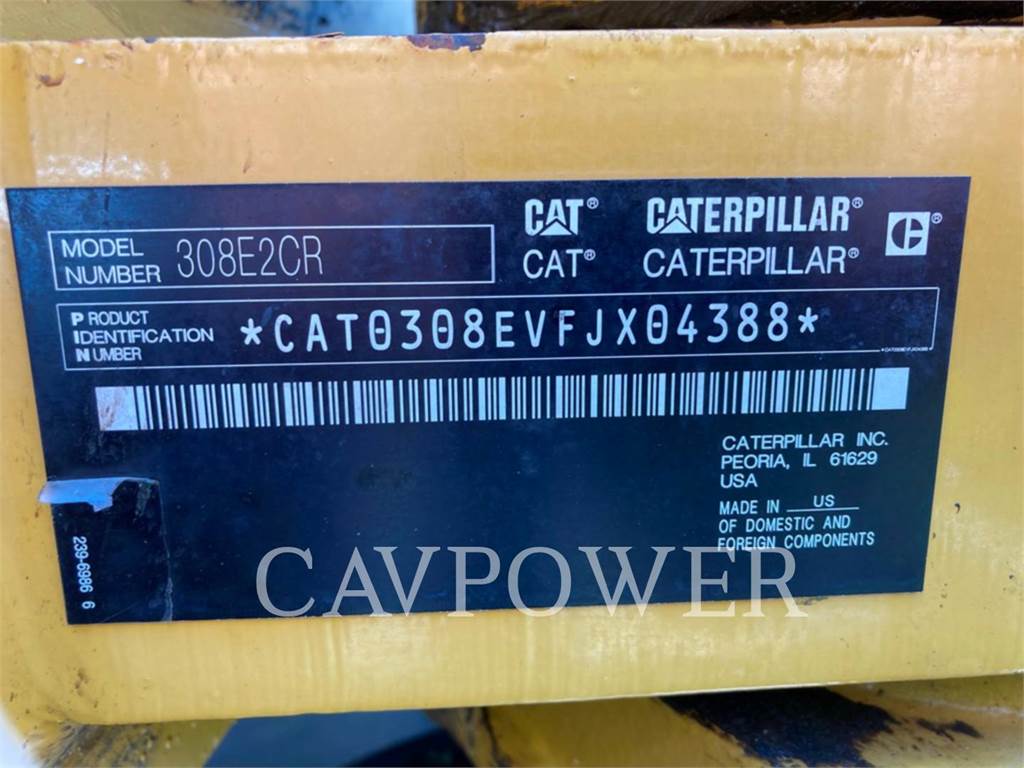 MODEL NUMBER 308E2CR
CAT® CATERPILLAR® C®
CAT® CATERPILLAR®
PRODUCT
IDENTIFICATION
NUMBER
*CAT0308EVFJX04388*
*CAT0308EVFJX04388*
CATERPILLAR INC.
PEORIA, IL 61629
USA
MADE IN US
OF DOMESTIC AND
FOREIGN COMPONENTS
239-6986 6
CAVPOWER